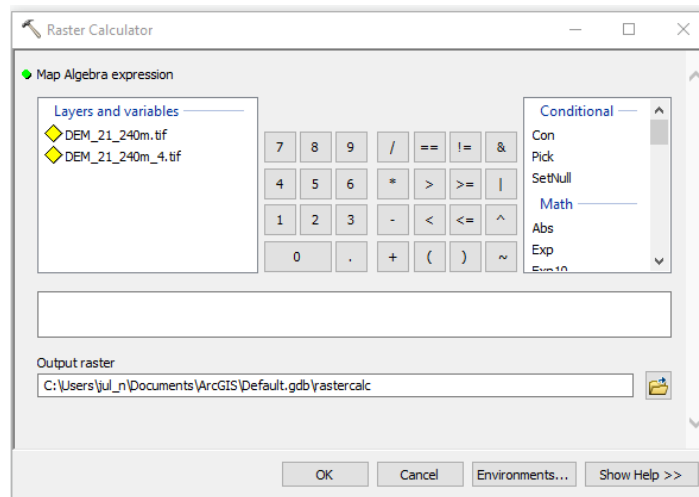 Raster Calculator
Map Algebra expression
Layers and variables
DEM_21_240m.tif
DEM_21_240m_4.tif
7 8 9 / == != &
4 5 6 * > >= |
1 2 3 - < <= ^
0 . + ( ) ~
Conditional
Con
Pick
SetNull
Math
Abs
Exp
Exp10
Output raster
C:\Users\jul_n\Documents\ArcGIS\Default.gdb\rastercalc
OK Cancel Environments... Show Help >>